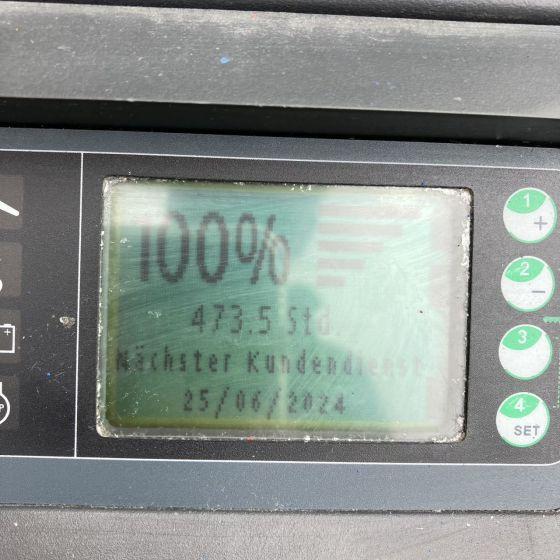 100%
473.5 Std.
Nächster Kundendienst
25/06/2024
1
+
2
−
3
4
SET